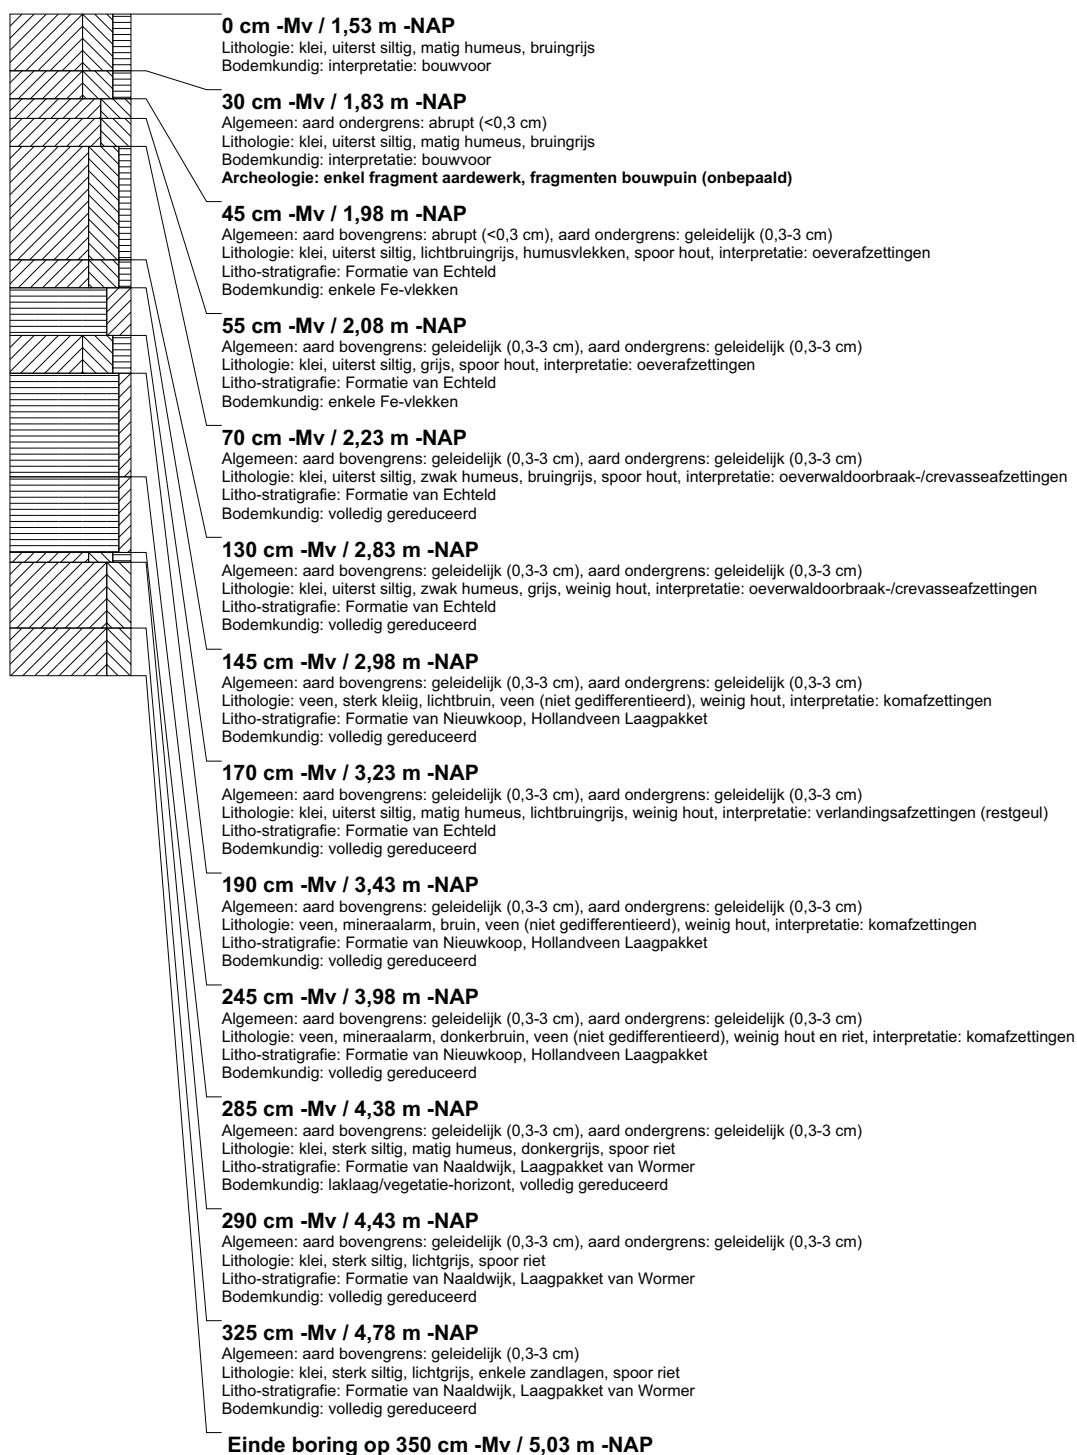 0 cm -Mv / 1,53 m -NAP
Lithologie: klei, uiterst siltig, matig humeus, bruingrijs
Bodemkundig: interpretatie: bouwvoor
30 cm -Mv / 1,83 m -NAP
Algemeen: aard ondergrens: abrupt (<0,3 cm)
Lithologie: klei, uiterst siltig, matig humeus, bruingrijs
Bodemkundig: interpretatie: bouwvoor
Archeologie: enkel fragment aardewerk, fragmenten bouwpuin (onbepaald)
45 cm -Mv / 1,98 m -NAP
Algemeen: aard bovengrens: abrupt (<0,3 cm), aard ondergrens: geleidelijk (0,3-3 cm)
Lithologie: klei, uiterst siltig, lichtbruingrijs, humusvlekken, spoor hout, interpretatie: oeverafzettingen
Litho-stratigrafie: Formatie van Echteld
Bodemkundig: enkele Fe-vlekken
55 cm -Mv / 2,08 m -NAP
Algemeen: aard bovengrens: geleidelijk (0,3-3 cm), aard ondergrens: geleidelijk (0,3-3 cm)
Lithologie: klei, uiterst siltig, grijs, spoor hout, interpretatie: oeverafzettingen
Litho-stratigrafie: Formatie van Echteld
Bodemkundig: enkele Fe-vlekken
70 cm -Mv / 2,23 m -NAP
Algemeen: aard bovengrens: geleidelijk (0,3-3 cm), aard ondergrens: geleidelijk (0,3-3 cm)
Lithologie: klei, uiterst siltig, zwak humeus, bruingrijs, spoor hout, interpretatie: oeverwaldoorbraak-/crevasseafzettingen
Litho-stratigrafie: Formatie van Echteld
Bodemkundig: volledig gereduceerd
130 cm -Mv / 2,83 m -NAP
Algemeen: aard bovengrens: geleidelijk (0,3-3 cm), aard ondergrens: geleidelijk (0,3-3 cm)
Lithologie: klei, uiterst siltig, zwak humeus, grijs, weinig hout, interpretatie: oeverwaldoorbraak-/crevasseafzettingen
Litho-stratigrafie: Formatie van Echteld
Bodemkundig: volledig gereduceerd
145 cm -Mv / 2,98 m -NAP
Algemeen: aard bovengrens: geleidelijk (0,3-3 cm), aard ondergrens: geleidelijk (0,3-3 cm)
Lithologie: veen, sterk kleiig, lichtbruin, veen (niet gedifferentieerd), weinig hout, interpretatie: komafzettingen
Litho-stratigrafie: Formatie van Nieuwkoop, Hollandveen Laagpakket
Bodemkundig: volledig gereduceerd
170 cm -Mv / 3,23 m -NAP
Algemeen: aard bovengrens: geleidelijk (0,3-3 cm), aard ondergrens: geleidelijk (0,3-3 cm)
Lithologie: klei, uiterst siltig, matig humeus, lichtbruingrijs, weinig hout, interpretatie: verlandingsafzettingen (restgeul)
Litho-stratigrafie: Formatie van Echteld
Bodemkundig: volledig gereduceerd
190 cm -Mv / 3,43 m -NAP
Algemeen: aard bovengrens: geleidelijk (0,3-3 cm), aard ondergrens: geleidelijk (0,3-3 cm)
Lithologie: veen, mineraalarm, bruin, veen (niet gedifferentieerd), weinig hout, interpretatie: komafzettingen
Litho-stratigrafie: Formatie van Nieuwkoop, Hollandveen Laagpakket
Bodemkundig: volledig gereduceerd
245 cm -Mv / 3,98 m -NAP
Algemeen: aard bovengrens: geleidelijk (0,3-3 cm), aard ondergrens: geleidelijk (0,3-3 cm)
Lithologie: veen, mineraalarm, donkerbruin, veen (niet gedifferentieerd), weinig hout en riet, interpretatie: komafzettingen
Litho-stratigrafie: Formatie van Nieuwkoop, Hollandveen Laagpakket
Bodemkundig: volledig gereduceerd
285 cm -Mv / 4,38 m -NAP
Algemeen: aard bovengrens: geleidelijk (0,3-3 cm), aard ondergrens: geleidelijk (0,3-3 cm)
Lithologie: klei, sterk siltig, matig humeus, donkergrijs, spoor riet
Litho-stratigrafie: Formatie van Naaldwijk, Laagpakket van Wormer
Bodemkundig: laklaag/vegetatie-horizont, volledig gereduceerd
290 cm -Mv / 4,43 m -NAP
Algemeen: aard bovengrens: geleidelijk (0,3-3 cm), aard ondergrens: geleidelijk (0,3-3 cm)
Lithologie: klei, sterk siltig, lichtgrijs, spoor riet
Litho-stratigrafie: Formatie van Naaldwijk, Laagpakket van Wormer
Bodemkundig: volledig gereduceerd
325 cm -Mv / 4,78 m -NAP
Algemeen: aard bovengrens: geleidelijk (0,3-3 cm)
Lithologie: klei, sterk siltig, lichtgrijs, enkele zandlagen, spoor riet
Litho-stratigrafie: Formatie van Naaldwijk, Laagpakket van Wormer
Bodemkundig: volledig gereduceerd
Einde boring op 350 cm -Mv / 5,03 m -NAP